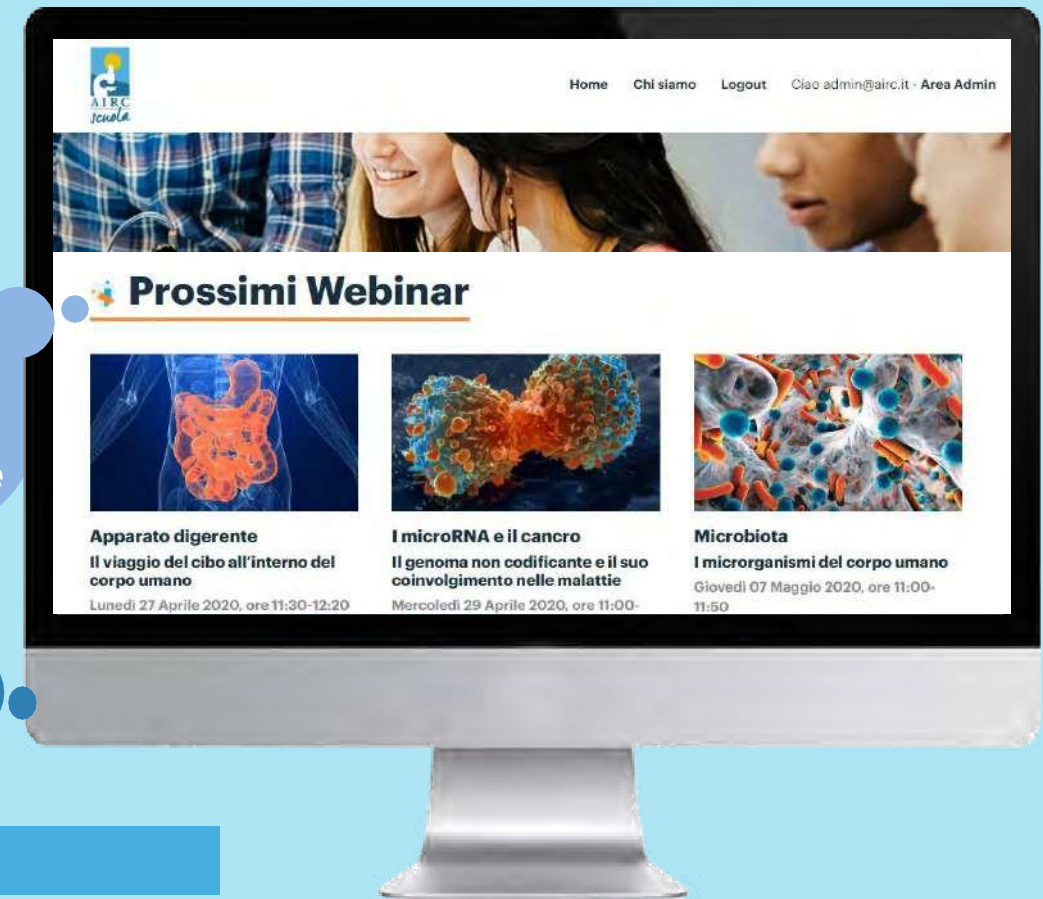 AIRC
scuola
Home Chi siamo Logout Ciao admin@airc.it - Area Admin
Prossimi Webinar
Apparato digerente
Il viaggio del cibo all'interno del
corpo umano
Lunedì 27 Aprile 2020, ore 11:30-12:20
I microRNA e il cancro
Il genoma non codificante e il suo
coinvolgimento nelle malattie
Mercoledì 29 Aprile 2020, ore 11:00-
Microbiota
I microrganismi del corpo umano
Giovedì 07 Maggio 2020, ore 11:00-
11:50
e